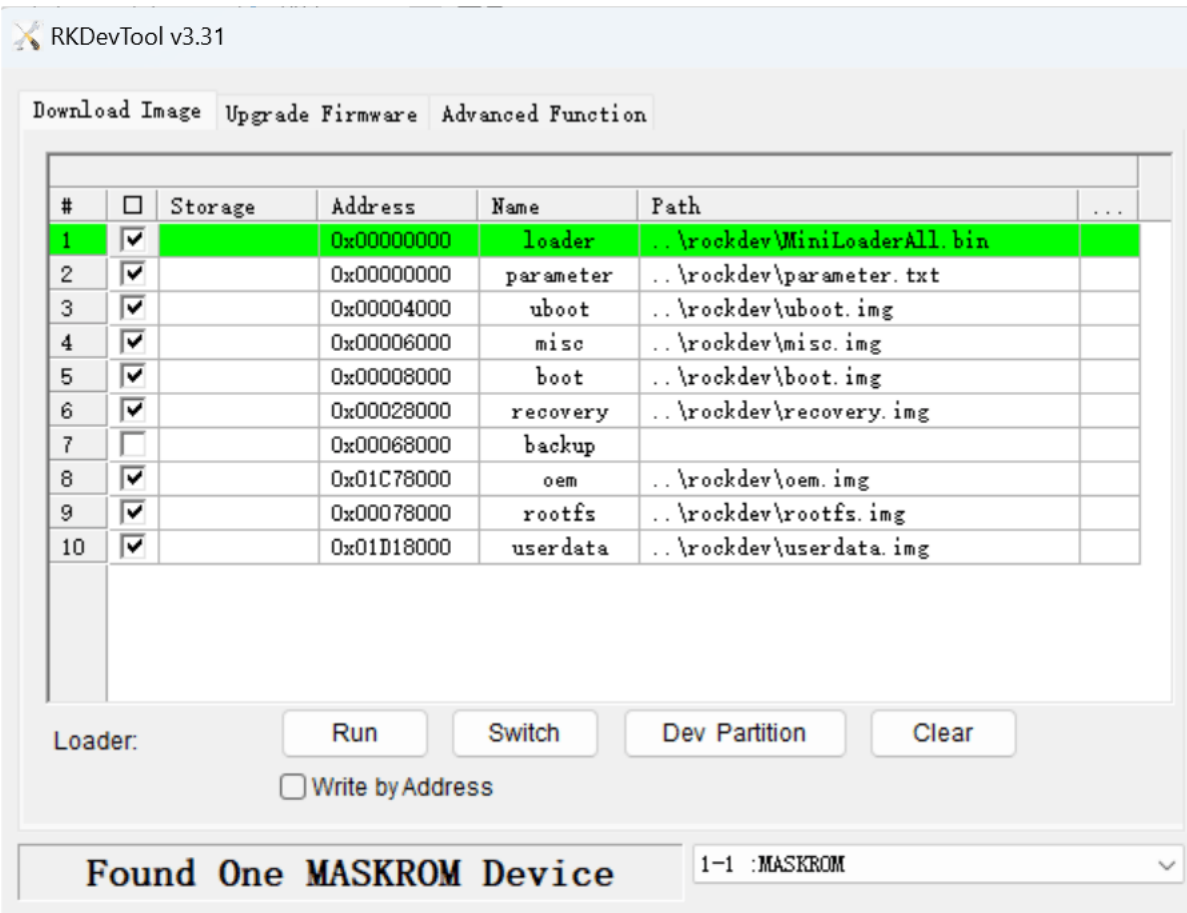 RKDevTool v3.31
Download Image Upgrade Firmware Advanced Function
# Storage Address Name Path ...
1 0x00000000 loader ..\rockdev\MiniLoaderAll.bin
2 0x00000000 parameter ..\rockdev\parameter.txt
3 0x00004000 uboot ..\rockdev\uboot.img
4 0x00006000 misc ..\rockdev\misc.img
5 0x00008000 boot ..\rockdev\boot.img
6 0x00028000 recovery ..\rockdev\recovery.img
7 0x00068000 backup
8 0x01C78000 oem ..\rockdev\oem.img
9 0x00078000 rootfs ..\rockdev\rootfs.img
10 0x01D18000 userdata ..\rockdev\userdata.img
Loader: Run Switch Dev Partition Clear
Write by Address
Found One MASKROM Device 1-1 :MASKROM